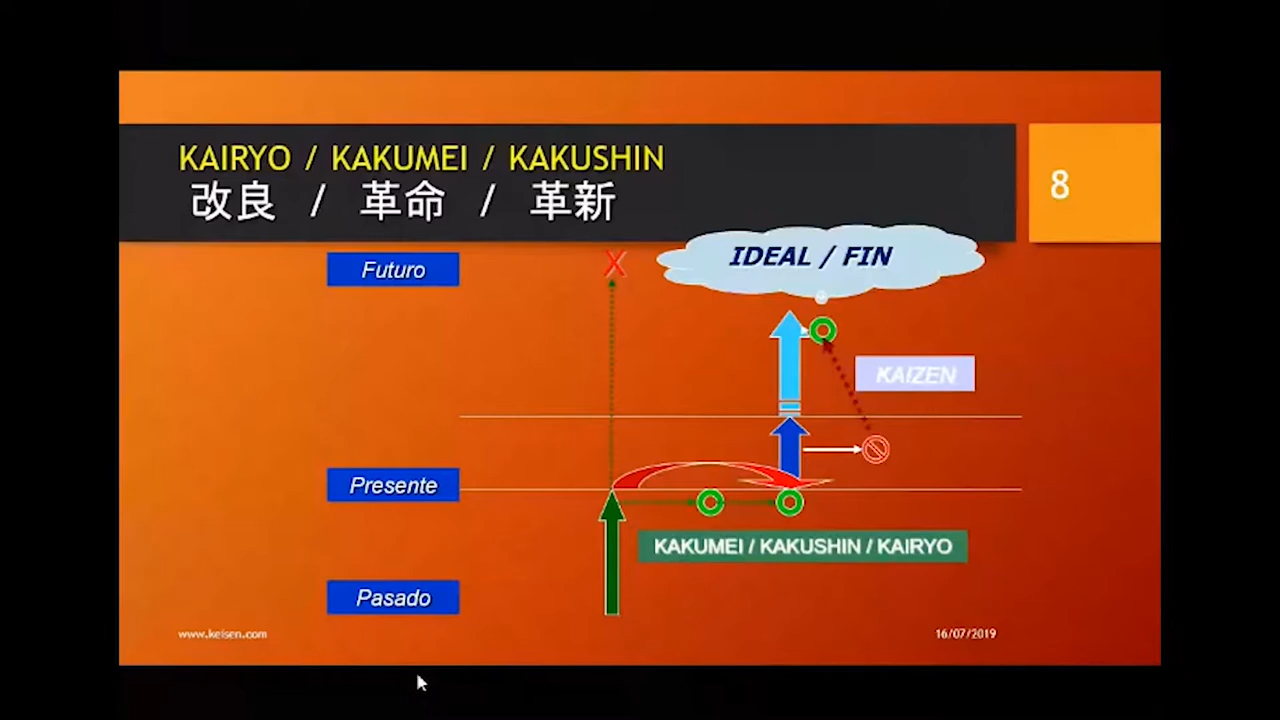 KAIRYO / KAKUMEI / KAKUSHIN
改良 / 革命 / 革新
8
Futuro
X
IDEAL / FIN
KAIZEN
Presente
KAKUMEI / KAKUSHIN / KAIRYO
Pasado
www.keisen.com
16/07/2019